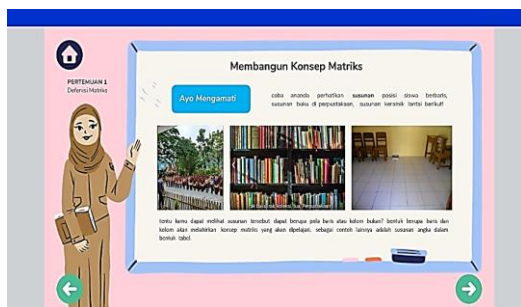 PERTEMUAN 1
Definisi Matriks
Membangun Konsep Matriks
Ayo Mengamati
coba ananda perhatikan susunan posisi siswa berbaris,
susunan buku di perpustakaan, susunan keramik lantai berikut!
tentu kamu dapat melihat susunan tersebut dapat berupa pola baris atau kolom bukan? bentuk berupa baris dan
kolom akan melahirkan konsep matriks yang akan dipelajari, sebagai contoh lainnya adalah susunan angka dalam
bentuk tabel.